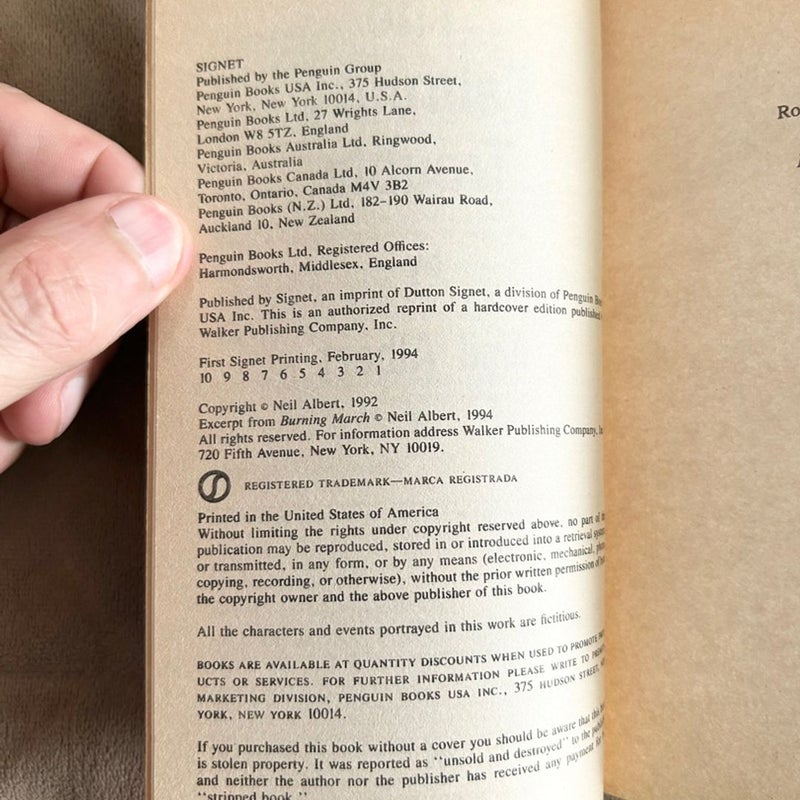 SIGNET
Published by the Penguin Group
Penguin Books USA Inc., 375 Hudson Street,
New York, New York 10014, U.S.A.
Penguin Books Ltd, 27 Wrights Lane,
London W8 5TZ, England
Penguin Books Australia Ltd, Ringwood,
Victoria, Australia
Penguin Books Canada Ltd, 10 Alcorn Avenue,
Toronto, Ontario, Canada M4V 3B2
Penguin Books (N.Z.) Ltd, 182–190 Wairau Road,
Auckland 10, New Zealand
Penguin Books Ltd, Registered Offices:
Harmondsworth, Middlesex, England
Published by Signet, an imprint of Dutton Signet, a division of Penguin
USA Inc. This is an authorized reprint of a hardcover edition published
Walker Publishing Company, Inc.
First Signet Printing, February, 1994
10 9 8 7 6 5 4 3 2 1
Copyright © Neil Albert, 1992
Excerpt from Burning March © Neil Albert, 1994
All rights reserved. For information address Walker Publishing Company,
720 Fifth Avenue, New York, NY 10019.
REGISTERED TRADEMARK—MARCA REGISTRADA
Printed in the United States of America
Without limiting the rights under copyright reserved above, no part of
publication may be reproduced, stored in or introduced into a retrieval
or transmitted, in any form, or by any means (electronic, mechanical,
copying, recording, or otherwise), without the prior written permission of
the copyright owner and the above publisher of this book.
All the characters and events portrayed in this work are fictitious.
BOOKS ARE AVAILABLE AT QUANTITY DISCOUNTS WHEN USED TO PROMOTE
UCTS OR SERVICES. FOR FURTHER INFORMATION PLEASE WRITE TO
MARKETING DIVISION, PENGUIN BOOKS USA INC., 375 HUDSON STREET,
YORK, NEW YORK 10014.
If you purchased this book without a cover you should be aware that this
is stolen property. It was reported as "unsold and destroyed" to the
and neither the author nor the publisher has received any payment for
"stripped book."